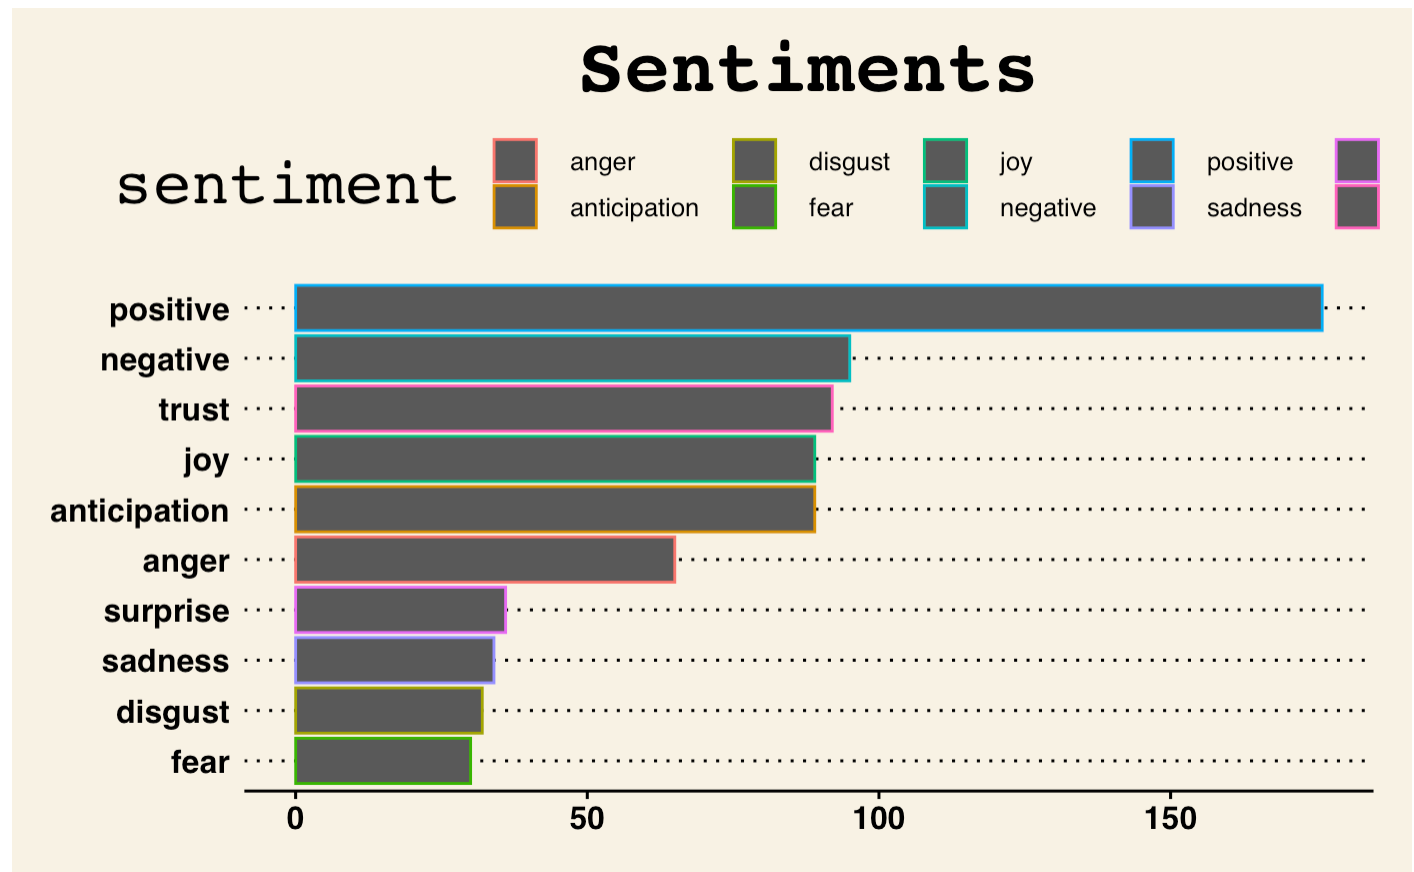 Sentiments
sentiment
anger disgust joy positive
anticipation fear negative sadness
positive
negative
trust
joy
anticipation
anger
surprise
sadness
disgust
fear
0 50 100 150